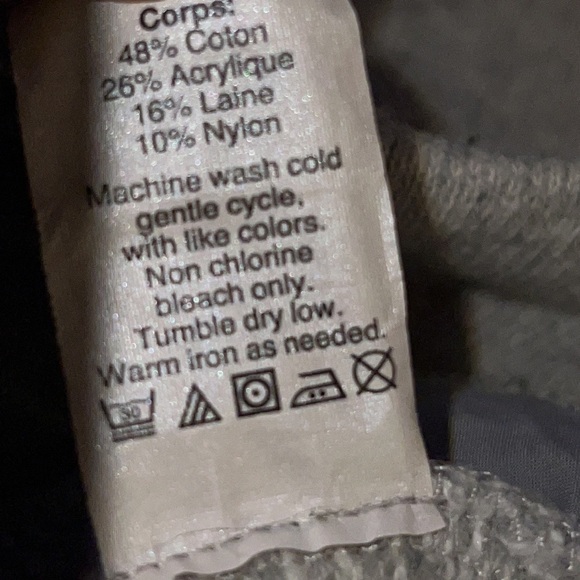 Corps:
48% Coton
26% Acrylique
16% Laine
10% Nylon
Machine wash cold
gentle cycle,
with like colors.
Non chlorine
bleach only.
Tumble dry low.
Warm iron as needed.